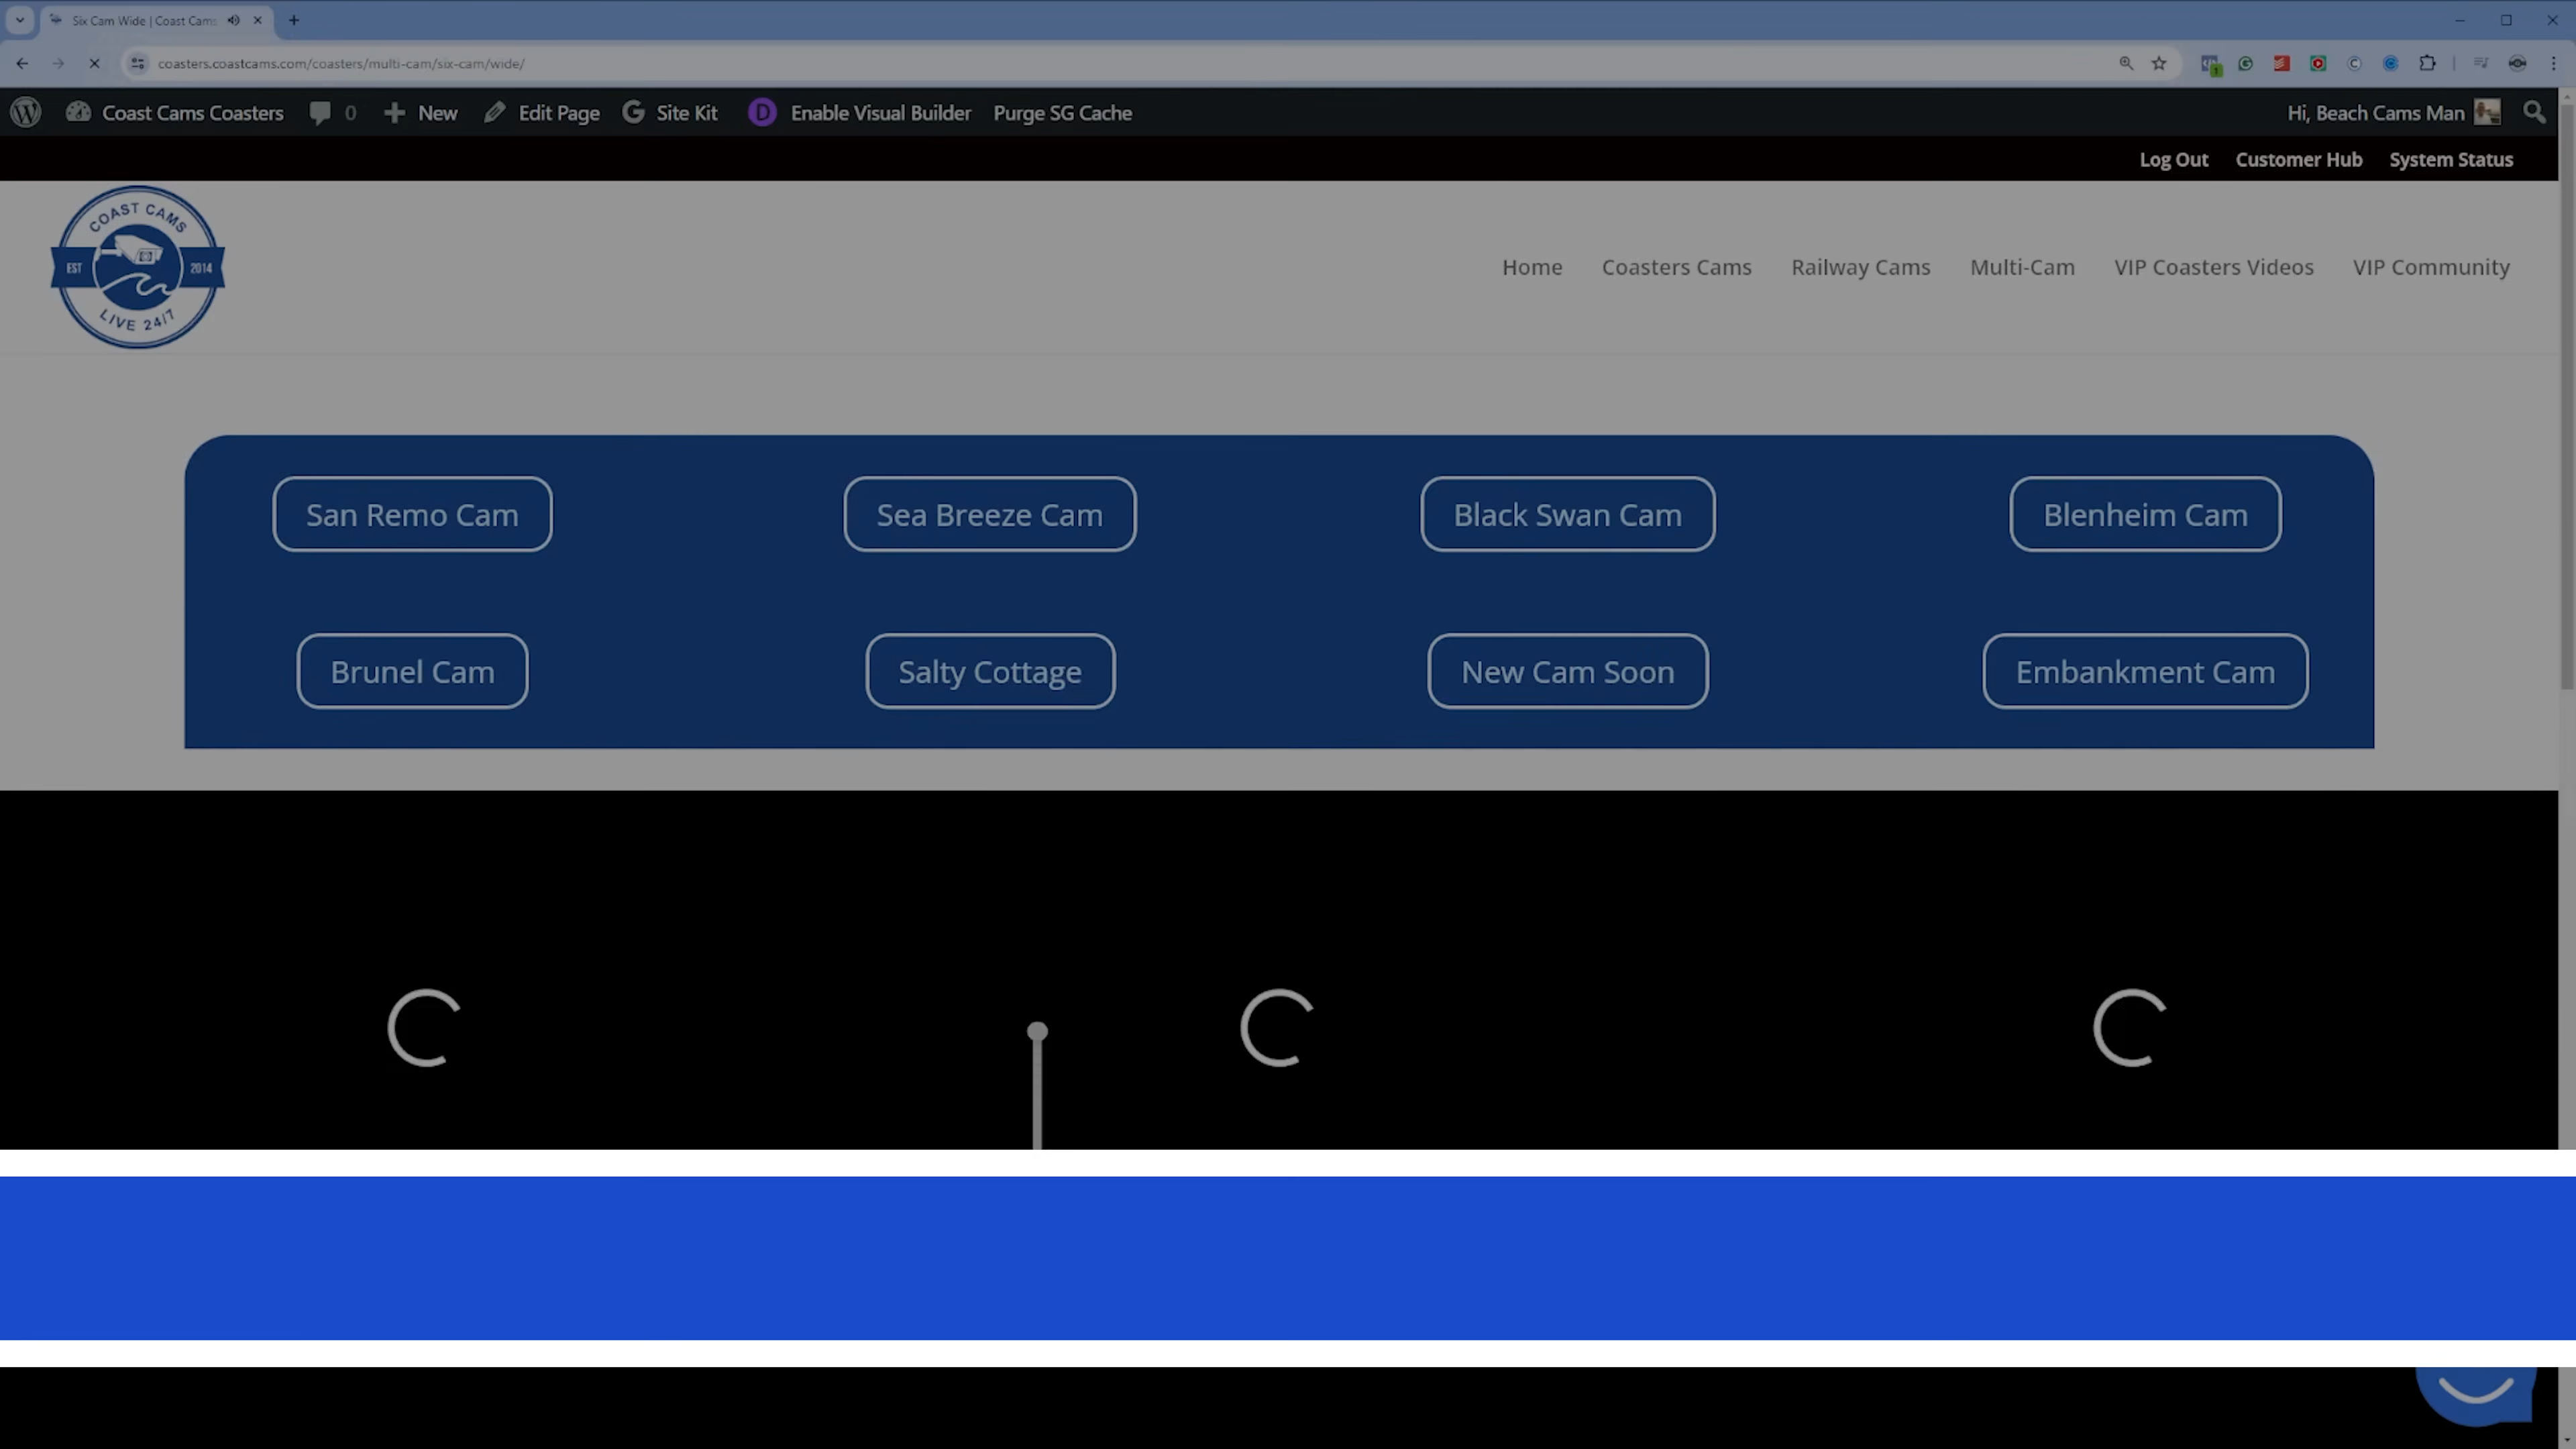 Six Cam Wide | Coast Cams
coasters.coastcams.com/coasters/multi-cam/six-cam/wide/
Coast Cams Coasters 0 New Edit Page Site Kit D Enable Visual Builder Purge SG Cache Hi, Beach Cams Man
Log Out Customer Hub System Status
COAST CAMS
EST 2014
LIVE 24/7
Home Coasters Cams Railway Cams Multi-Cam VIP Coasters Videos VIP Community
San Remo Cam Sea Breeze Cam Black Swan Cam Blenheim Cam
Brunel Cam Salty Cottage New Cam Soon Embankment Cam